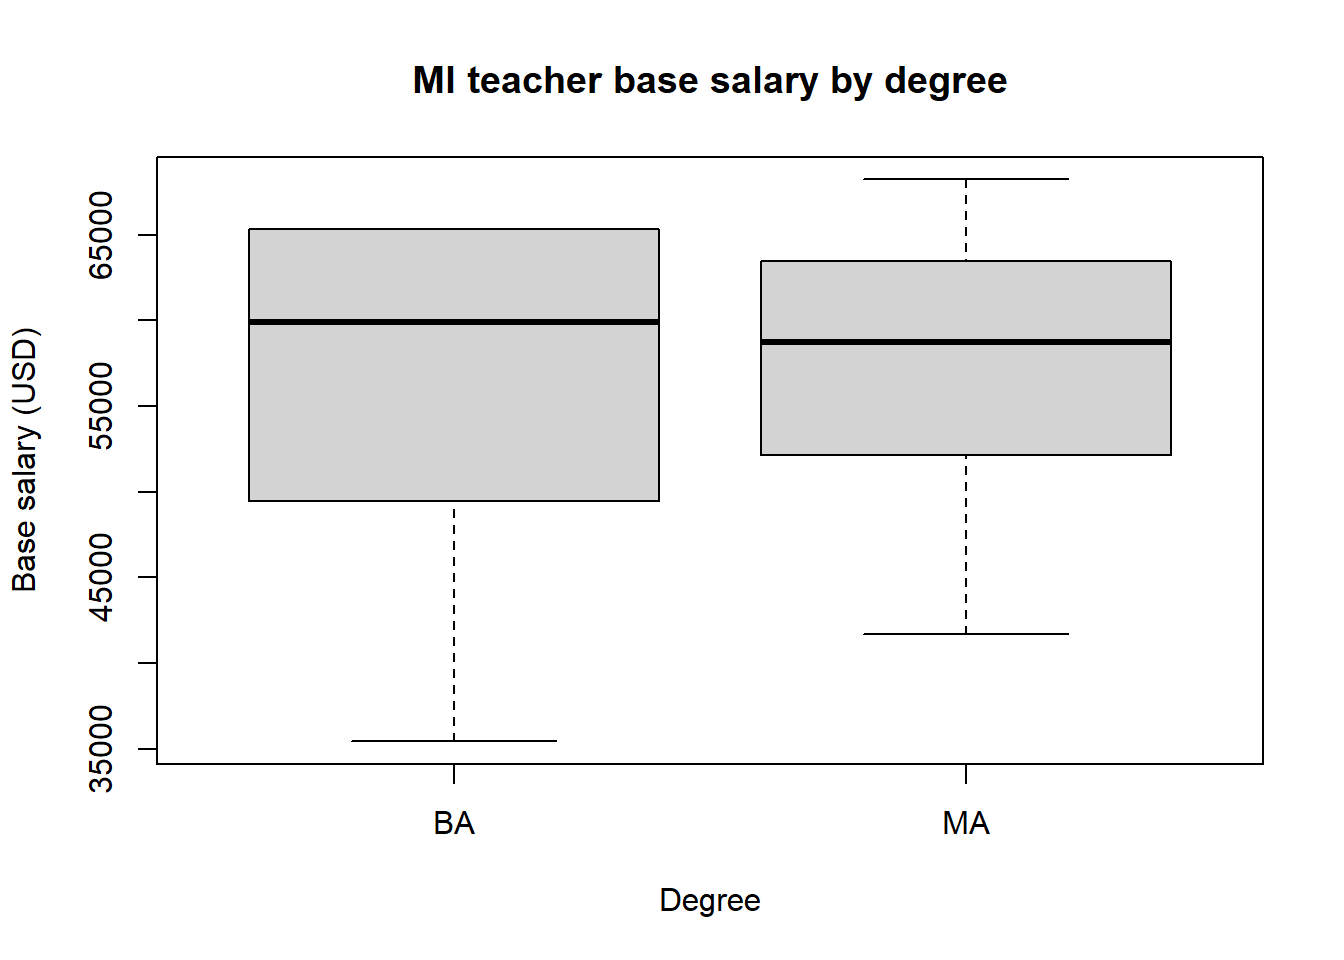 MI teacher base salary by degree
Base salary (USD)
65000
55000
45000
35000
BA
MA
Degree